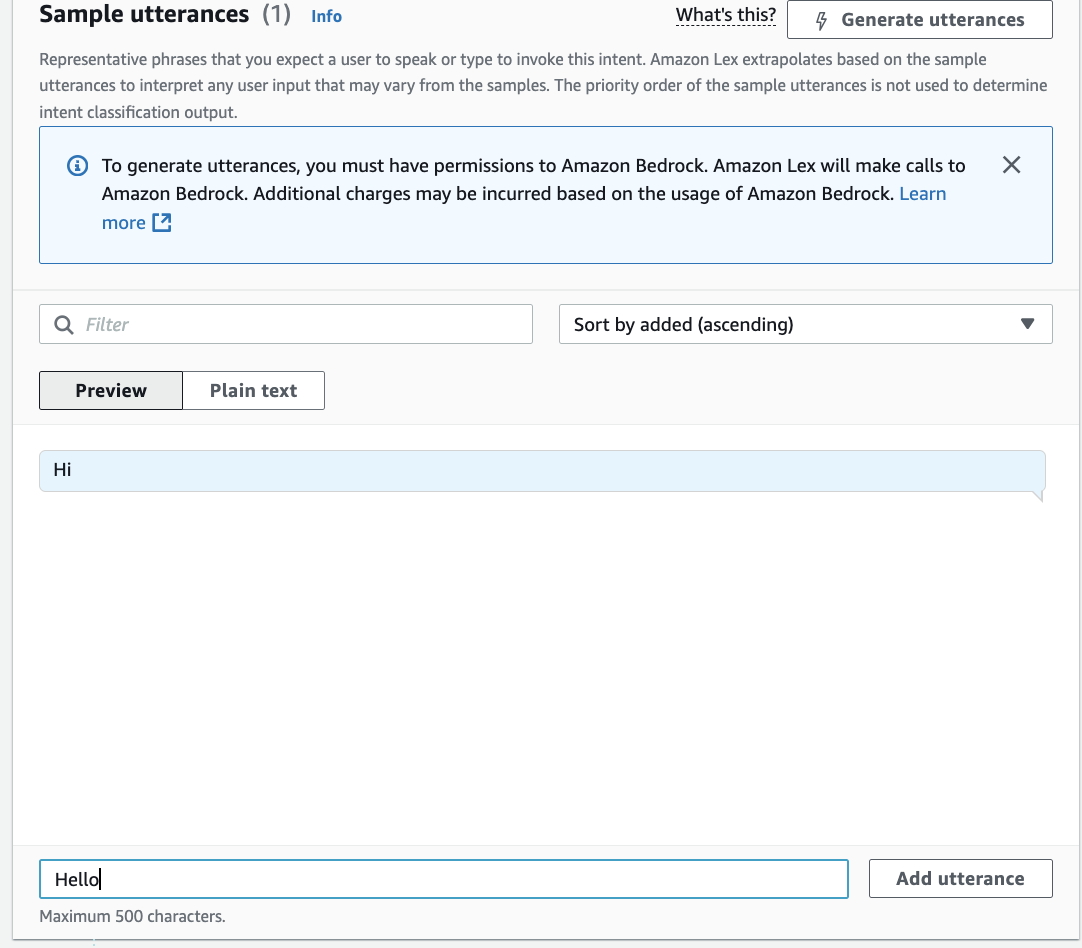 Sample utterances (1) Info What's this? Generate utterances
Representative phrases that you expect a user to speak or type to invoke this intent. Amazon Lex extrapolates based on the sample
utterances to interpret any user input that may vary from the samples. The priority order of the sample utterances is not used to determine
intent classification output.
To generate utterances, you must have permissions to Amazon Bedrock. Amazon Lex will make calls to
Amazon Bedrock. Additional charges may be incurred based on the usage of Amazon Bedrock. Learn
more
Filter Sort by added (ascending)
Preview Plain text
Hi
Hello Add utterance
Maximum 500 characters.